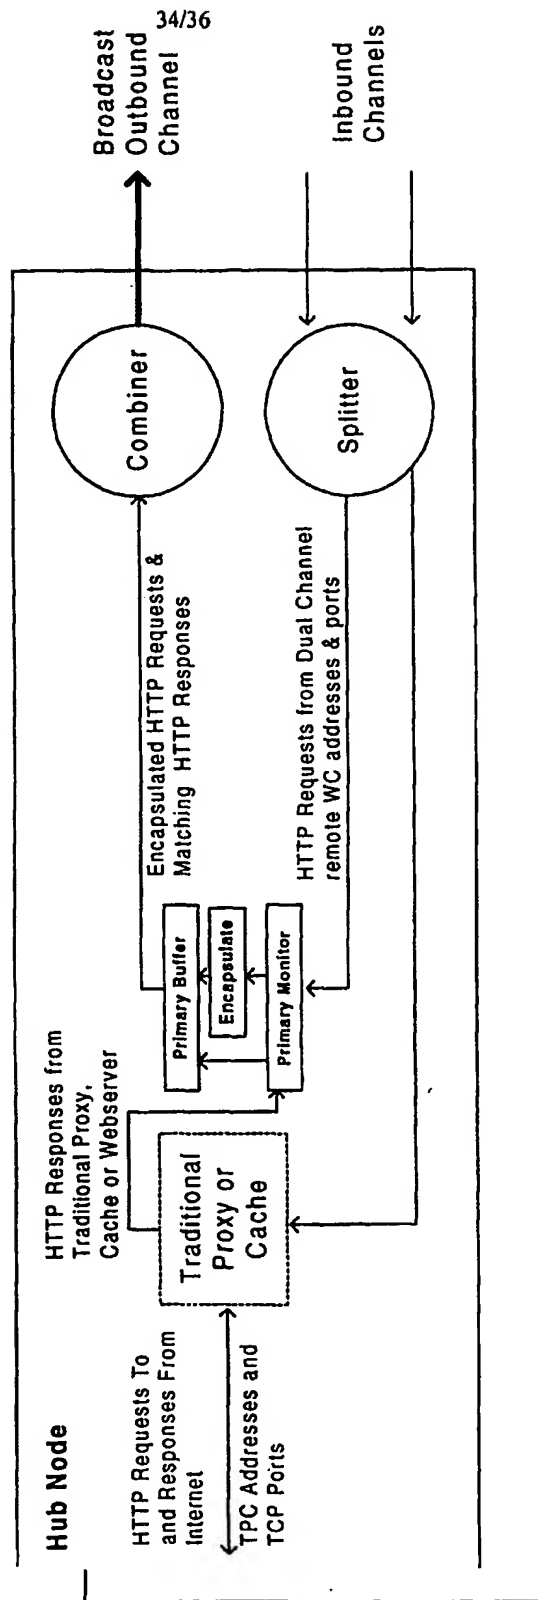 34/36
Hub Node
HTTP Requests To
and Responses From
Internet
TPC Addresses and
TCP Ports
HTTP Responses from
Traditional Proxy,
Cache or Webserver
Traditional
Proxy or
Cache
Primary Buffer
Encapsulate
Primary Monitor
Encapsulated HTTP Requests &
Matching HTTP Responses
HTTP Requests from Dual Channel
remote WC addresses & ports
Combiner
Splitter
Broadcast
Outbound
Channel
Inbound
Channels